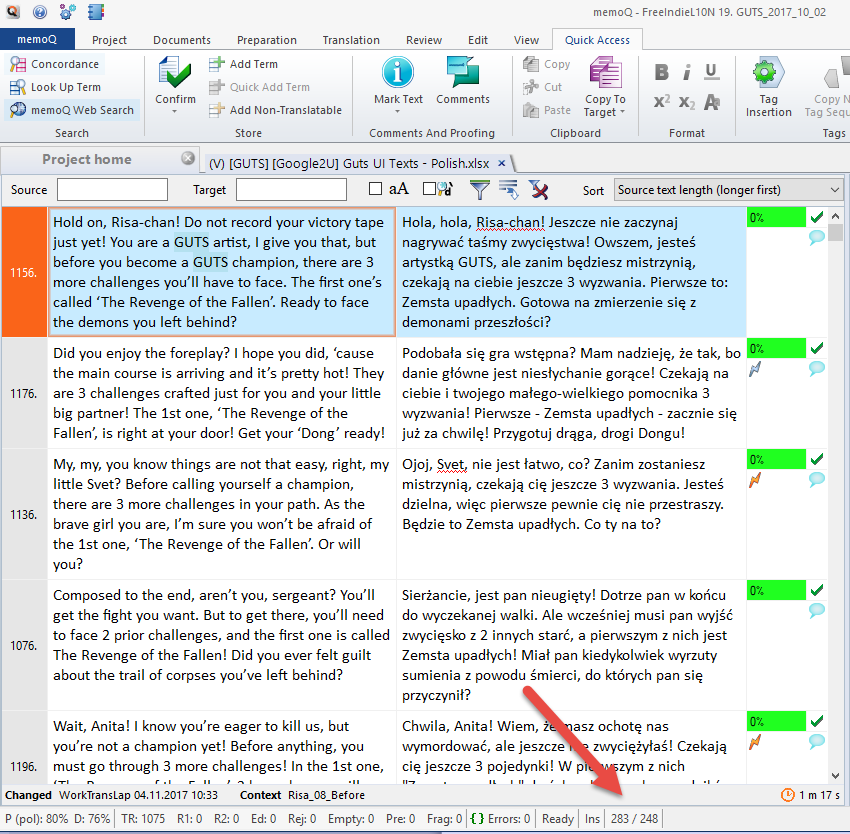 memoQ - FreeIndieL10N 19. GUTS_2017_10_02
memoQ Project Documents Preparation Translation Review Edit View Quick Access
Concordance
Look Up Term
memoQ Web Search
Search
Confirm
Add Term
Quick Add Term
Add Non-Translatable
Store
Mark Text
Comments
Comments And Proofing
Copy
Cut
Paste
Copy To
Target
Clipboard
B i U
x² x₂ A
Format
Tag
Insertion
Copy N
Tag Sequ
Tags
Project home
(V) [GUTS] [Google2U] Guts UI Texts - Polish.xlsx
Source Target aA Sort Source text length (longer first)
1156.
Hold on, Risa-chan! Do not record your victory tape
just yet! You are a GUTS artist, I give you that, but
before you become a GUTS champion, there are 3
more challenges you’ll have to face. The first one’s
called ‘The Revenge of the Fallen’. Ready to face
the demons you left behind?
Hola, hola, Risa-chan! Jeszcze nie zaczynaj
nagrywać taśmy zwycięstwa! Owszem, jesteś
artystką GUTS, ale zanim będziesz mistrzynią,
czekają na ciebie jeszcze 3 wyzwania. Pierwsze to:
Zemsta upadłych. Gotowa na zmierzenie się z
demonami przeszłości?
0%
1176.
Did you enjoy the foreplay? I hope you did, ‘cause
the main course is arriving and it’s pretty hot! They
are 3 challenges crafted just for you and your little
big partner! The 1st one, ‘The Revenge of the
Fallen’, is right at your door! Get your ‘Dong’ ready!
Podobała się gra wstępna? Mam nadzieję, że tak, bo
danie główne jest niesłychanie gorące! Czekają na
ciebie i twojego małego-wielkiego pomocnika 3
wyzwania! Pierwsze - Zemsta upadłych - zacznie się
już za chwilę! Przygotuj drąga, drogi Dongu!
0%
1136.
My, my, you know things are not that easy, right, my
little Svet? Before calling yourself a champion,
there are 3 more challenges in your path. As the
brave girl you are, I’m sure you won’t be afraid of
the 1st one, ‘The Revenge of the Fallen’. Or will
you?
Ojoj, Svet, nie jest łatwo, co? Zanim zostaniesz
mistrzynią, czekają cię jeszcze 3 wyzwania. Jesteś
dzielna, więc pierwsze pewnie cię nie przestraszy.
Będzie to Zemsta upadłych. Co ty na to?
0%
1076.
Composed to the end, aren’t you, sergeant? You’ll
get the fight you want. But to get there, you’ll need
to face 2 prior challenges, and the first one is called
The Revenge of the Fallen! Did you ever felt guilt
about the trail of corpses you’ve left behind?
Sierżancie, jest pan nieugięty! Dotrze pan w końcu
do wyczekanej walki. Ale wcześniej musi pan wyjść
zwycięsko z 2 innych starć, a pierwszym z nich jest
Zemsta upadłych! Miał pan kiedykolwiek wyrzuty
sumienia z powodu śmierci, do których pan się
przyczynił?
0%
1196.
Wait, Anita! I know you’re eager to kill us, but
you’re not a champion yet! Before anything, you
must go through 3 more challenges! In the 1st one,
Chwila, Anita! Wiem, że masz ochotę nas
wymordować, ale jeszcze nie zwyciężyłaś! Czekają
cię jeszcze 3 pojedynki! W pierwszym z nich
0%
Changed WorkTransLap 04.11.2017 10:33 Context Risa_08_Before 1 m 17 s
P (pol): 80% D: 76% TR: 1075 R1: 0 R2: 0 Ed: 0 Rej: 0 Empty: 0 Pre: 0 Frag: 0 {} Errors: 0 Ready Ins 283 / 248